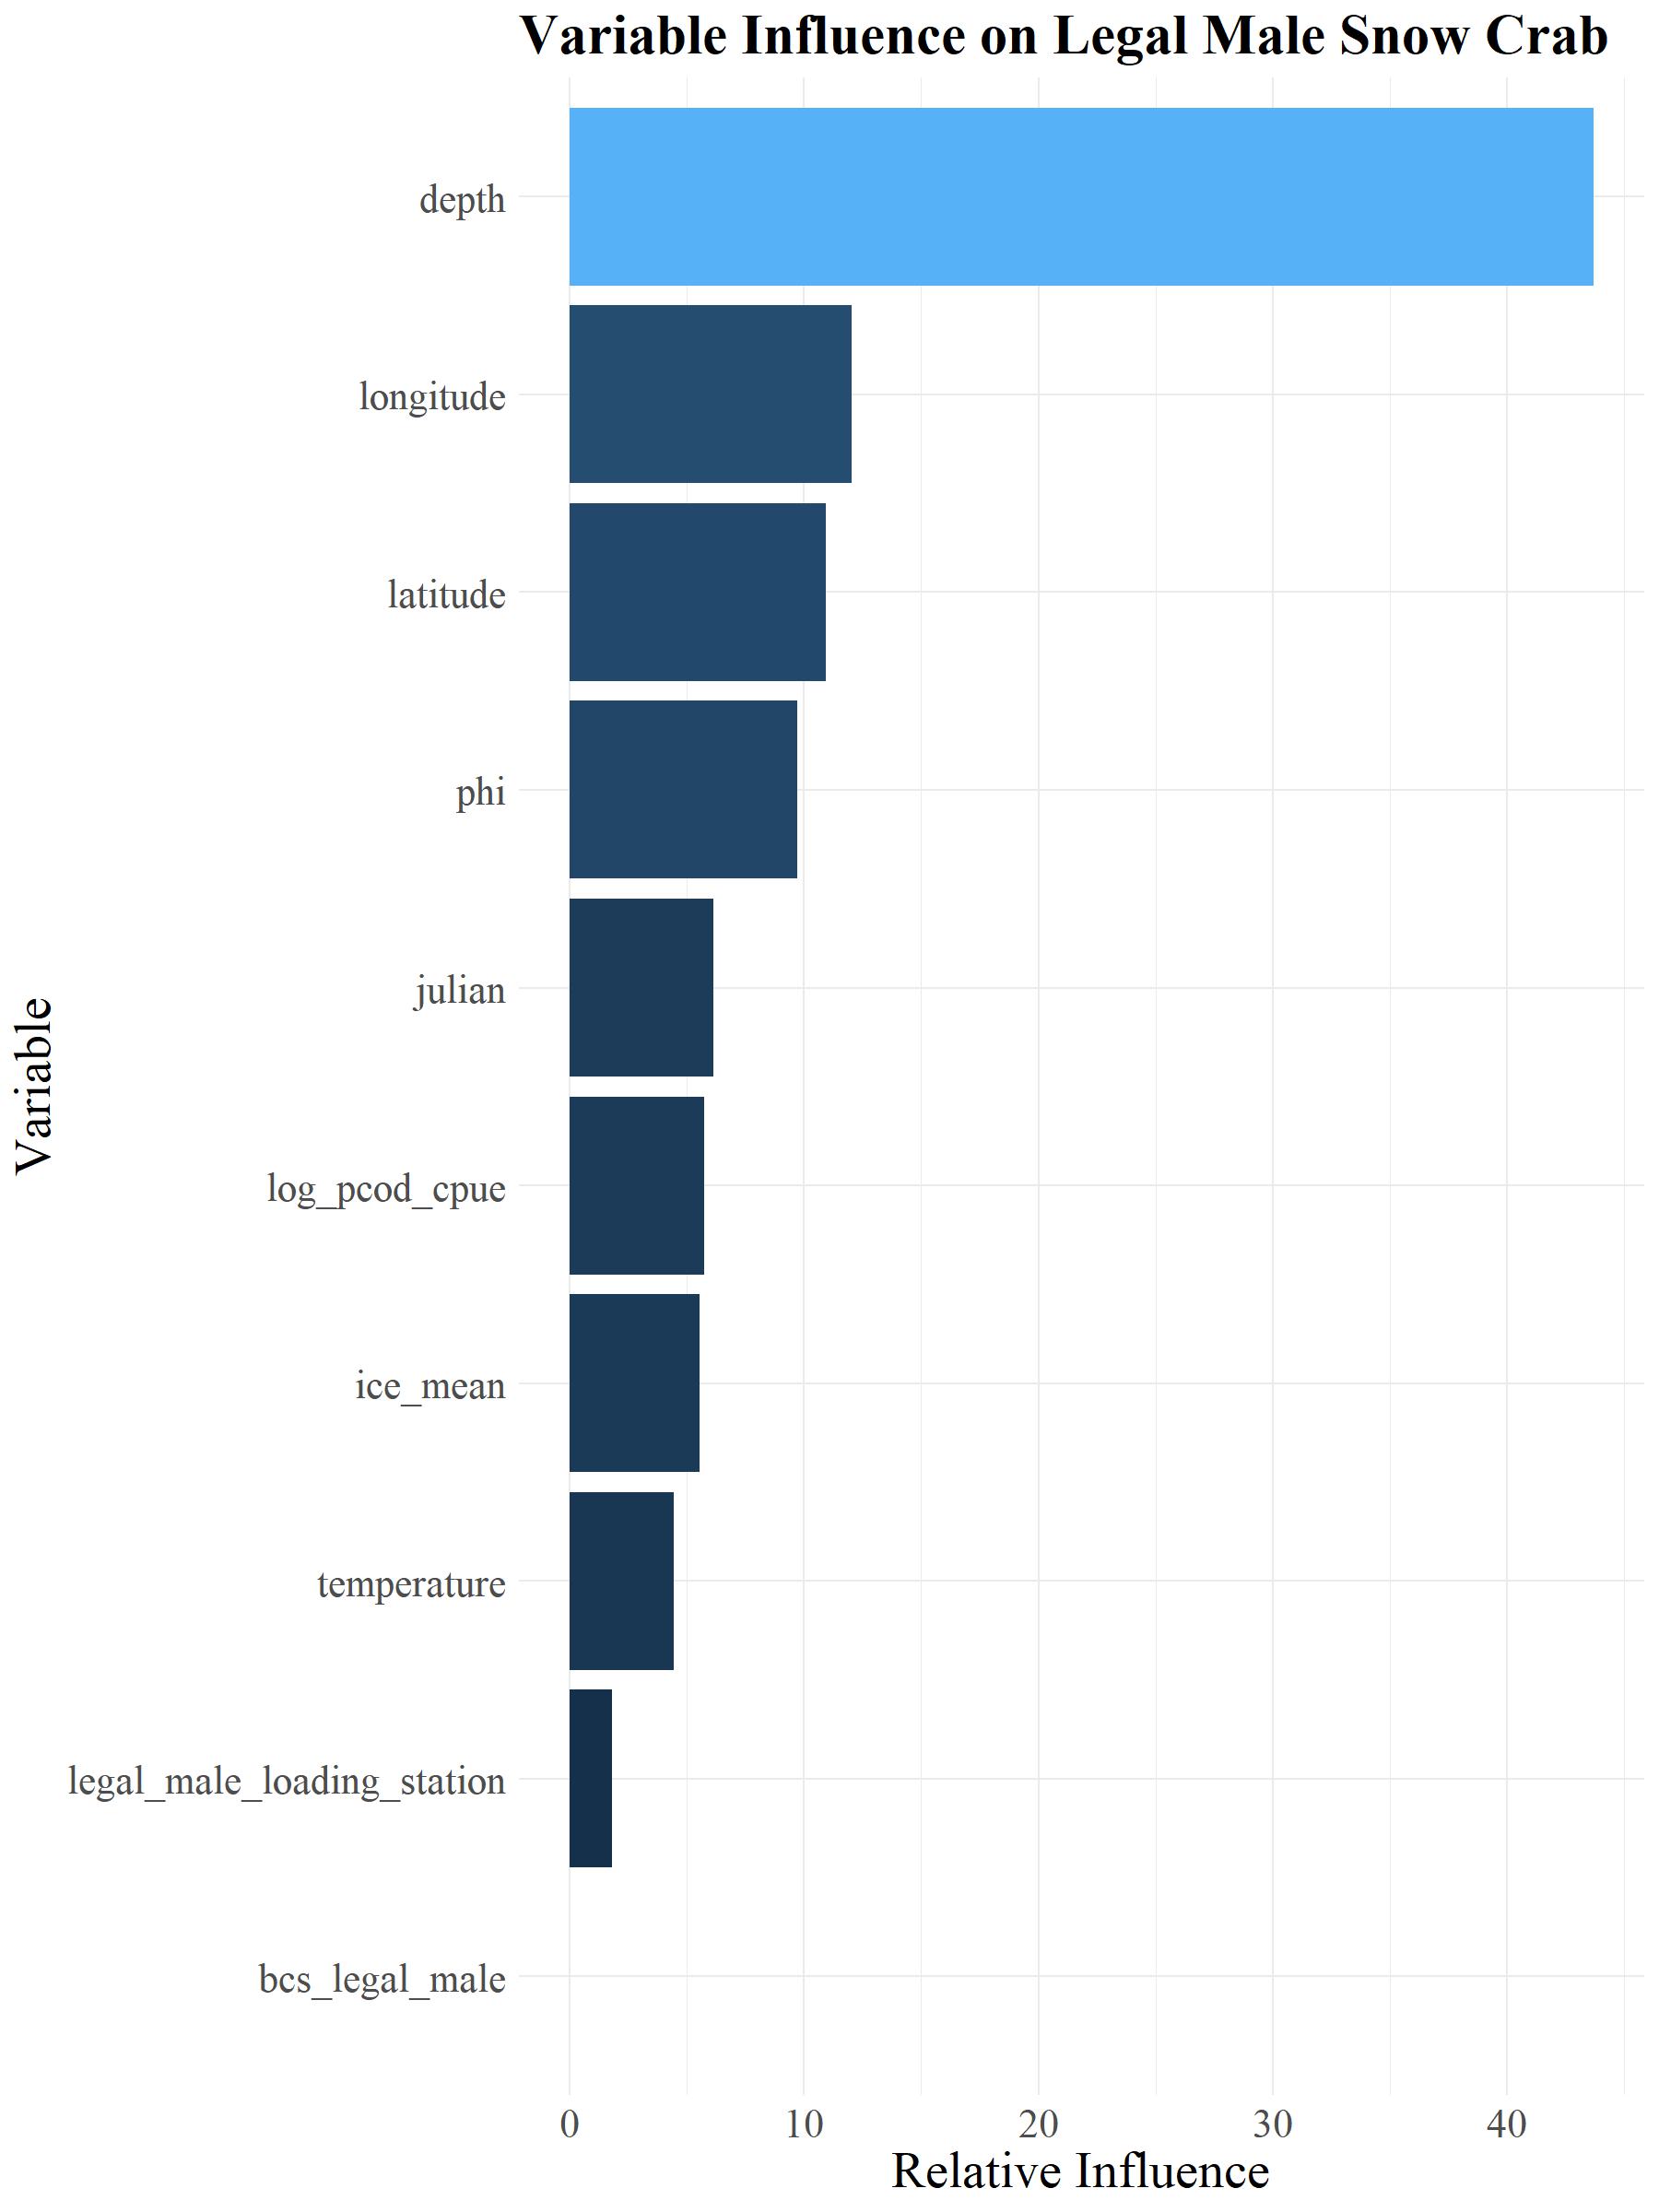 Variable Influence on Legal Male Snow Crab
depth
longitude
latitude
phi
julian
log_pcod_cpue
ice_mean
temperature
legal_male_loading_station
bcs_legal_male
Variable
0 10 20 30 40
Relative Influence